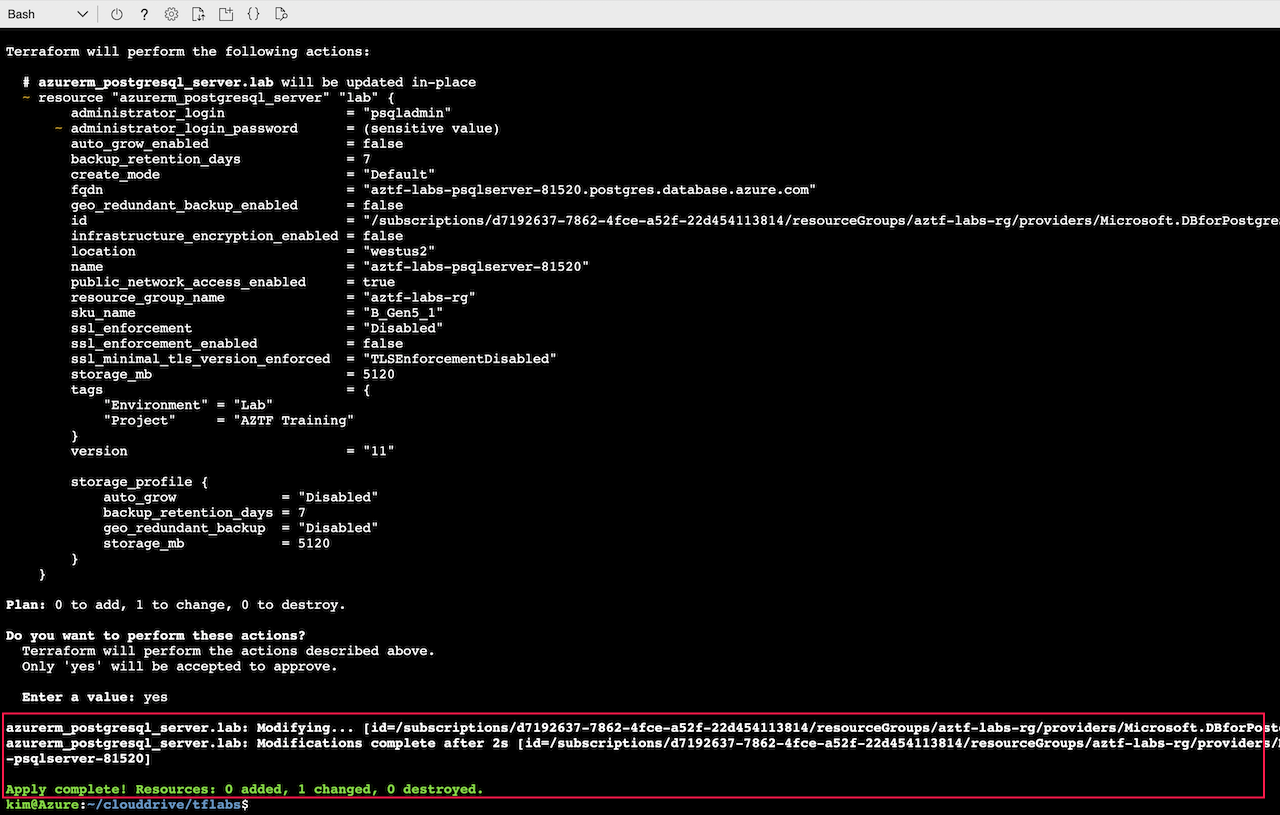 Bash
Terraform will perform the following actions:
# azurerm_postgresql_server.lab will be updated in-place
~ resource "azurerm_postgresql_server" "lab" {
administrator_login = "psqladmin"
~ administrator_login_password = (sensitive value)
auto_grow_enabled = false
backup_retention_days = 7
create_mode = "Default"
fqdn = "aztf-labs-psqlserver-81520.postgres.database.azure.com"
geo_redundant_backup_enabled = false
id = "/subscriptions/d7192637-7862-4fce-a52f-22d454113814/resourceGroups/aztf-labs-rg/providers/Microsoft.DBforPostgres
infrastructure_encryption_enabled = false
location = "westus2"
name = "aztf-labs-psqlserver-81520"
public_network_access_enabled = true
resource_group_name = "aztf-labs-rg"
sku_name = "B_Gen5_1"
ssl_enforcement = "Disabled"
ssl_enforcement_enabled = false
ssl_minimal_tls_version_enforced = "TLSEnforcementDisabled"
storage_mb = 5120
tags = {
"Environment" = "Lab"
"Project" = "AZTF Training"
}
version = "11"
storage_profile {
auto_grow = "Disabled"
backup_retention_days = 7
geo_redundant_backup = "Disabled"
storage_mb = 5120
}
}
Plan: 0 to add, 1 to change, 0 to destroy.
Do you want to perform these actions?
Terraform will perform the actions described above.
Only 'yes' will be accepted to approve.
Enter a value: yes
azurerm_postgresql_server.lab: Modifying... [id=/subscriptions/d7192637-7862-4fce-a52f-22d454113814/resourceGroups/aztf-labs-rg/providers/Microsoft.DBforPost
azurerm_postgresql_server.lab: Modifications complete after 2s [id=/subscriptions/d7192637-7862-4fce-a52f-22d454113814/resourceGroups/aztf-labs-rg/providers/
-psqlserver-81520]
Apply complete! Resources: 0 added, 1 changed, 0 destroyed.
kim@Azure:~/clouddrive/tflabs$